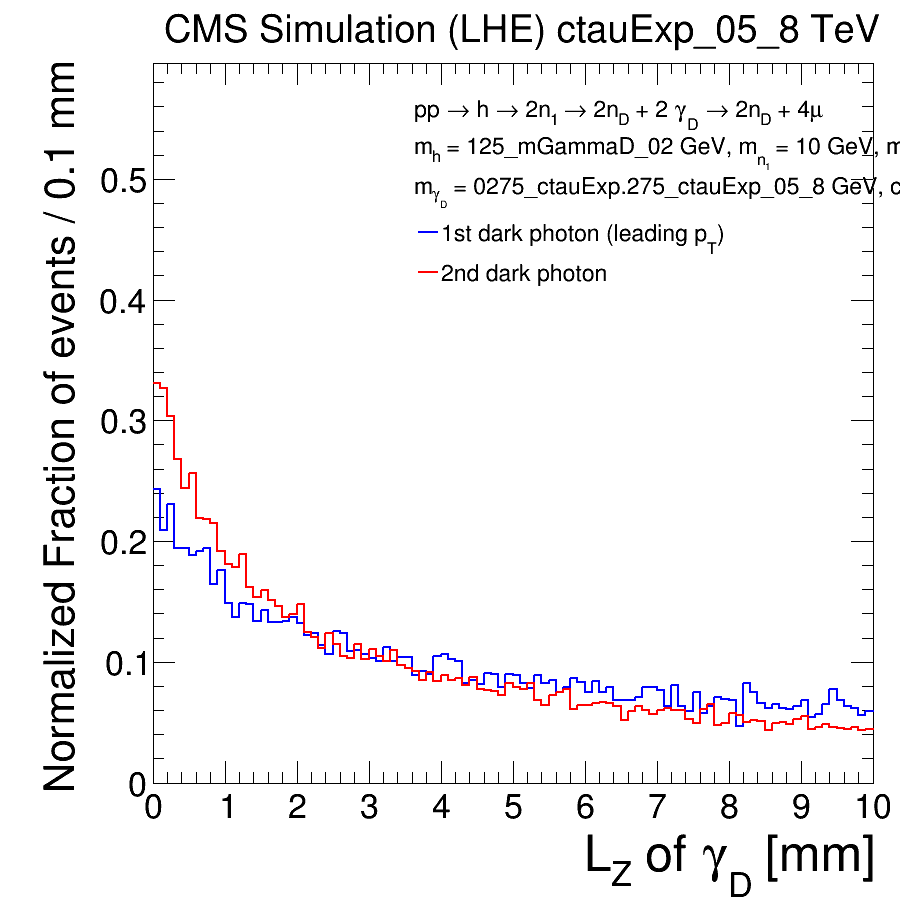 CMS Simulation (LHE) ctauExp_05_8 TeV
pp → h → 2n1 → 2nD + 2 γD → 2nD + 4μ
mh = 125_mGammaD_02 GeV, mn1 = 10 GeV, m
mγD = 0275_ctauExp.275_ctauExp_05_8 GeV, c
1st dark photon (leading pT)
2nd dark photon
Normalized Fraction of events / 0.1 mm
0.5
0.4
0.3
0.2
0.1
0
0 1 2 3 4 5 6 7 8 9 10
LZ of γD [mm]